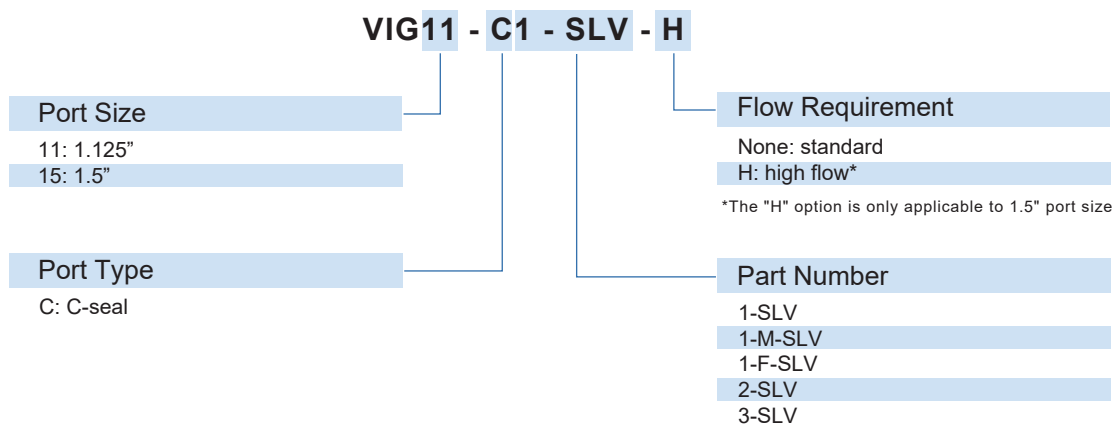 VIG11 - C1 - SLV - H
Port Size
11: 1.125”
15: 1.5”
Port Type
C: C-seal
Flow Requirement
None: standard
H: high flow*
*The "H" option is only applicable to 1.5" port size
Part Number
1-SLV
1-M-SLV
1-F-SLV
2-SLV
3-SLV